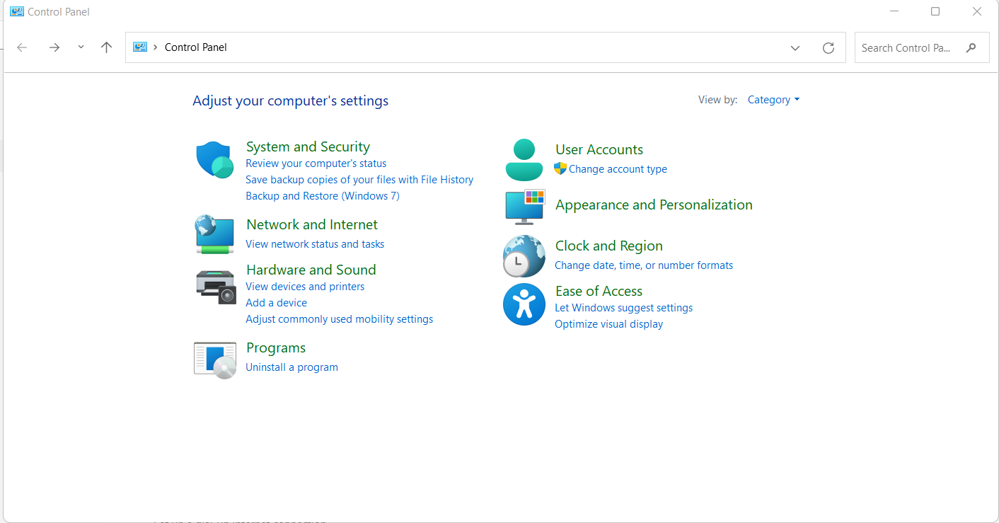 Control Panel
Control Panel
Search Control Pa...
Adjust your computer's settings
View by: Category
System and Security
Review your computer's status
Save backup copies of your files with File History
Backup and Restore (Windows 7)
Network and Internet
View network status and tasks
Hardware and Sound
View devices and printers
Add a device
Adjust commonly used mobility settings
Programs
Uninstall a program
User Accounts
Change account type
Appearance and Personalization
Clock and Region
Change date, time, or number formats
Ease of Access
Let Windows suggest settings
Optimize visual display